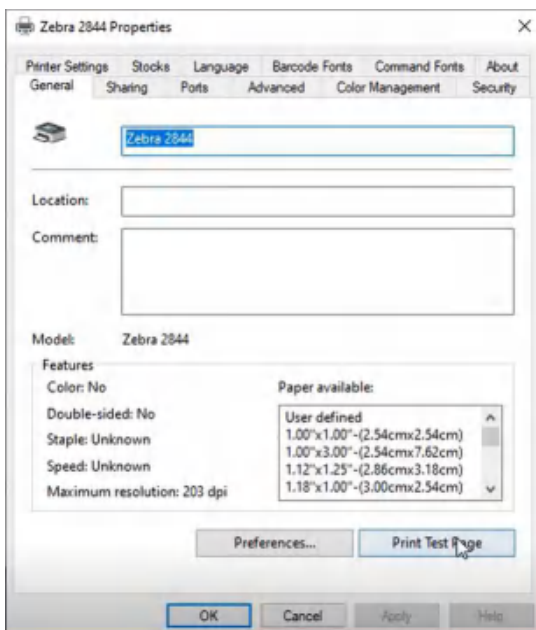 Zebra 2844 Properties
Printer Settings Stocks Language Barcode Fonts Command Fonts About
General Sharing Ports Advanced Color Management Security
Zebra 2844
Location:
Comment:
Model: Zebra 2844
Features
Color: No
Double-sided: No
Staple: Unknown
Speed: Unknown
Maximum resolution: 203 dpi
Paper available:
User defined
1.00"x1.00"-(2.54cmx2.54cm)
1.00"x3.00"-(2.54cmx7.62cm)
1.12"x1.25"-(2.86cmx3.18cm)
1.18"x1.00"-(3.00cmx2.54cm)
Preferences... Print Test Page
OK Cancel Apply Help